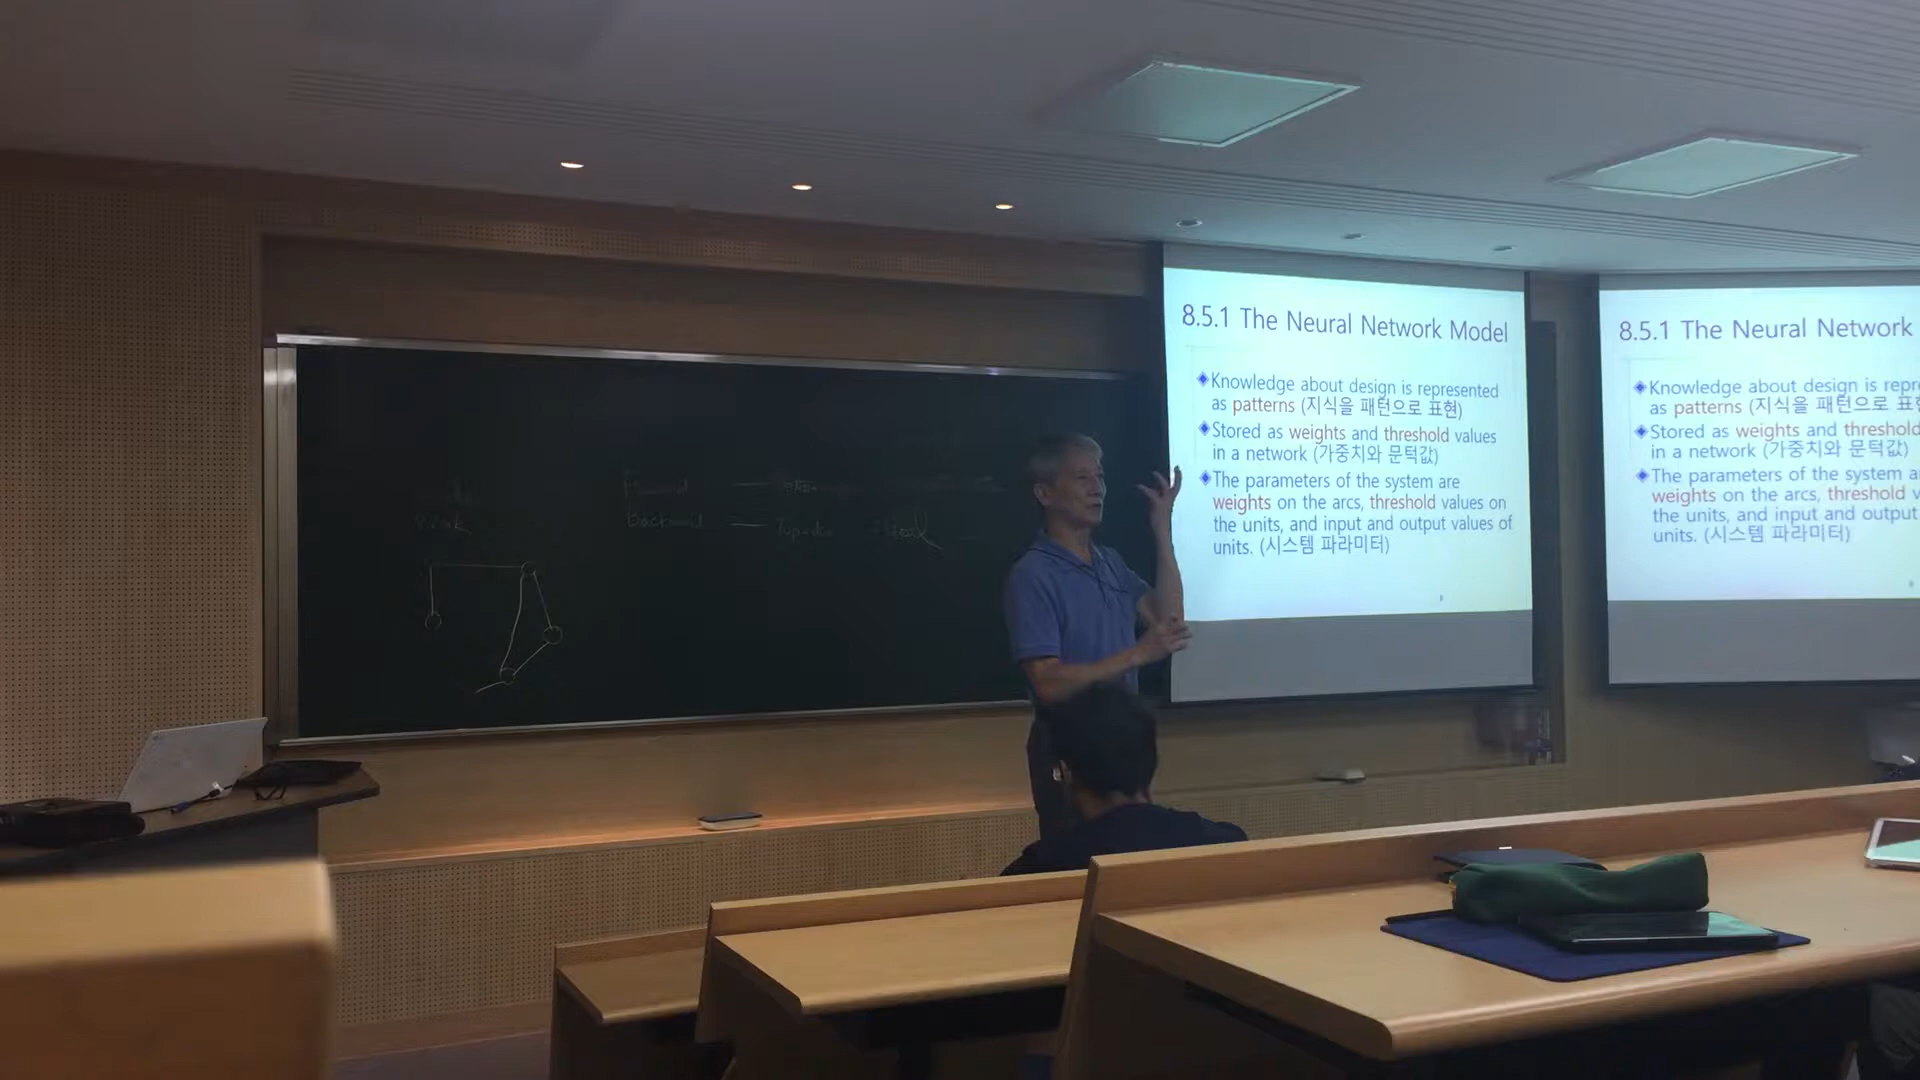 Backward
Top-down
8.5.1 The Neural Network Model
◆Knowledge about design is represented
as patterns (지식을 패턴으로 표현)
◆Stored as weights and threshold values
in a network (가중치와 문턱값)
◆The parameters of the system are
weights on the arcs, threshold values on
the units, and input and output values of
units. (시스템 파라미터)
8
8.5.1 The Neural Network
◆Knowledge about design is repre
as patterns (지식을 패턴으로 표현
◆Stored as weights and threshold
in a network (가중치와 문턱값)
◆The parameters of the system ar
weights on the arcs, threshold v
the units, and input and output
units. (시스템 파라미터)